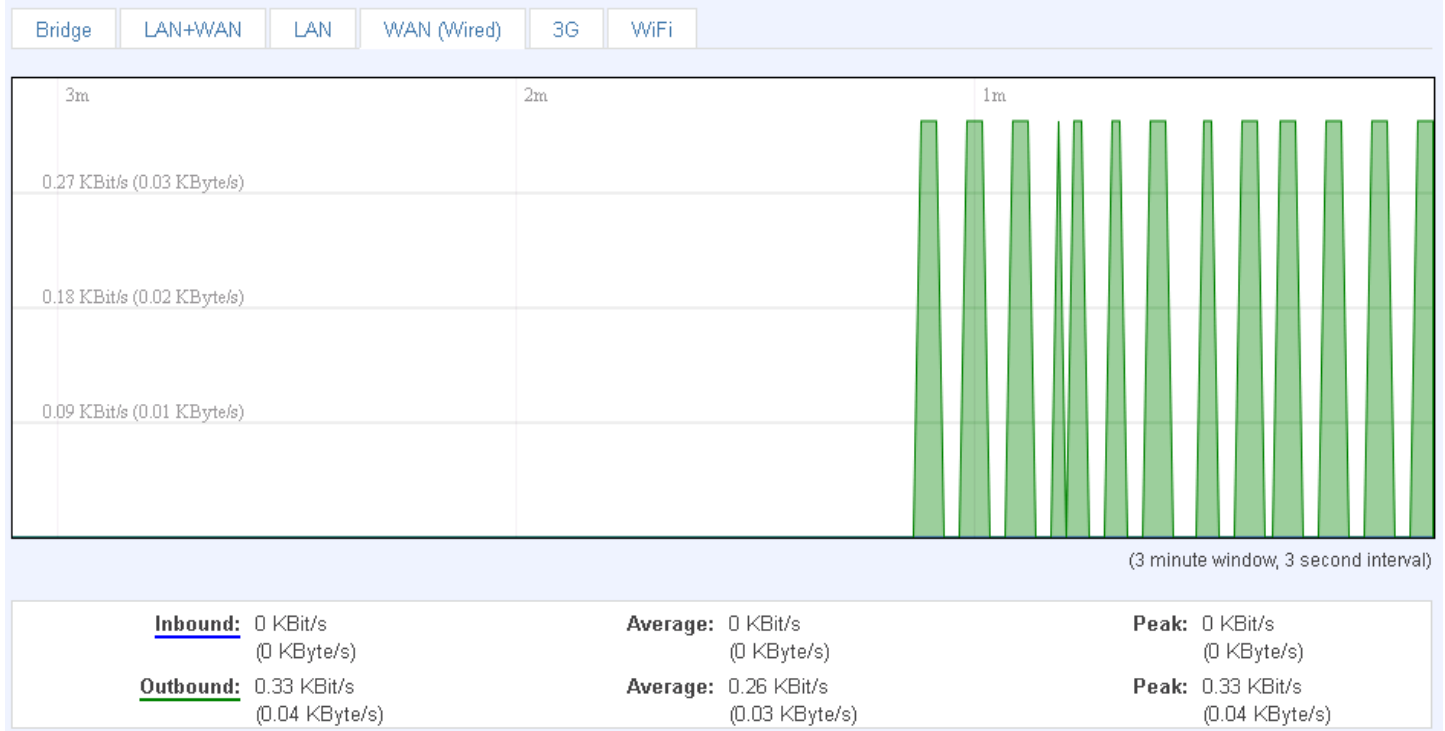 Bridge LAN+WAN LAN WAN (Wired) 3G WiFi
3m 2m 1m
0.27 KBit/s (0.03 KByte/s)
0.18 KBit/s (0.02 KByte/s)
0.09 KBit/s (0.01 KByte/s)
(3 minute window, 3 second interval)
Inbound: 0 KBit/s Average: 0 KBit/s Peak: 0 KBit/s
(0 KByte/s) (0 KByte/s) (0 KByte/s)
Outbound: 0.33 KBit/s Average: 0.26 KBit/s Peak: 0.33 KBit/s
(0.04 KByte/s) (0.03 KByte/s) (0.04 KByte/s)